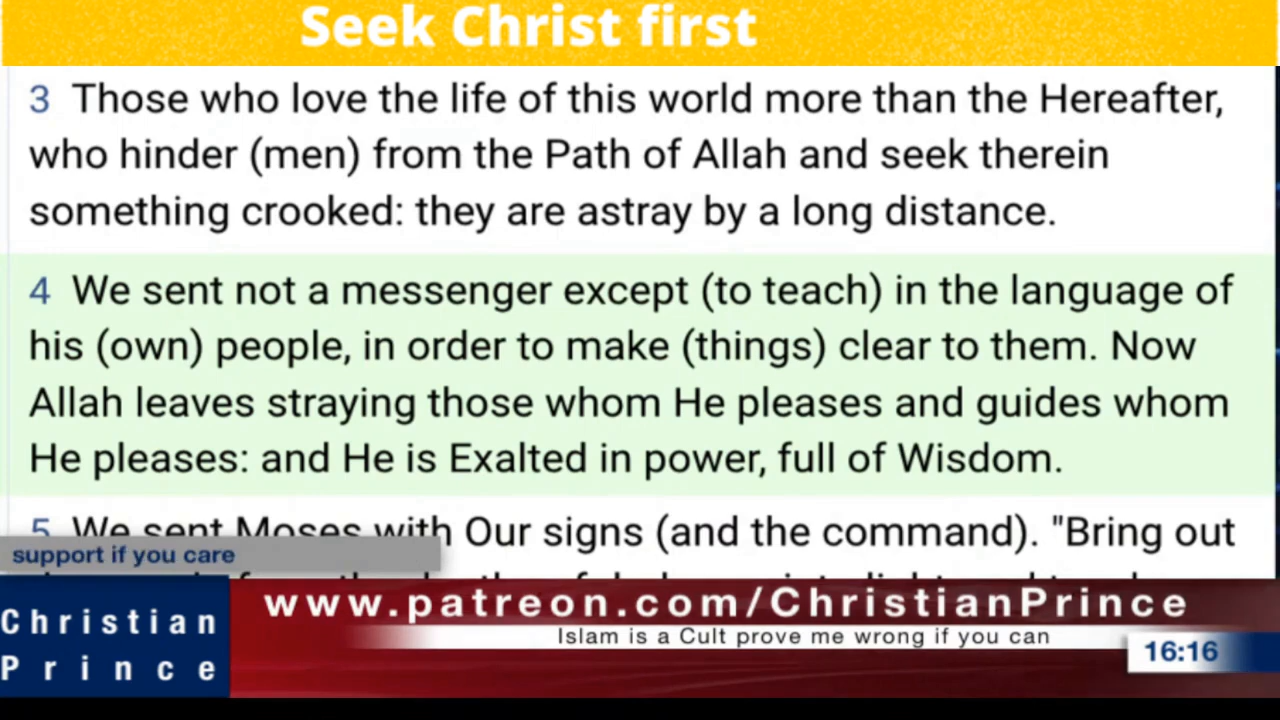 Seek Christ first
3 Those who love the life of this world more than the Hereafter,
who hinder (men) from the Path of Allah and seek therein
something crooked: they are astray by a long distance.
4 We sent not a messenger except (to teach) in the language of
his (own) people, in order to make (things) clear to them. Now
Allah leaves straying those whom He pleases and guides whom
He pleases: and He is Exalted in power, full of Wisdom.
5 We sent Moses with Our signs (and the command). "Bring out
support if you care
www.patreon.com/ChristianPrince
Christian
Prince
Islam is a Cult prove me wrong if you can
16:16